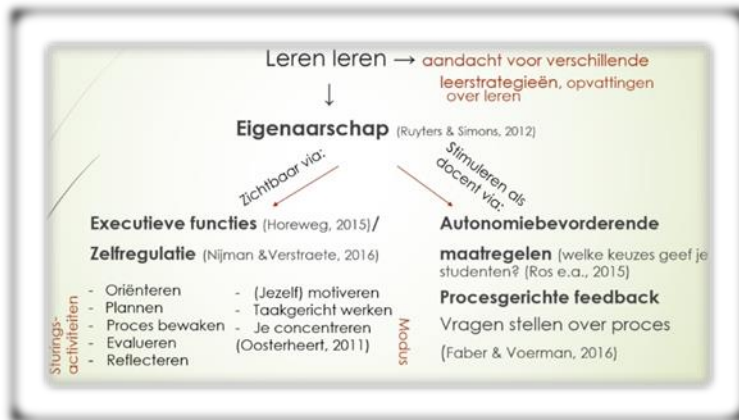 Leren leren → aandacht voor verschillende
leerstrategieën, opvattingen
over leren
↓
Eigenaarschap (Ruyters & Simons, 2012)
Zichtbaar via:
Stimuleren als
docent via:
Executieve functies (Horeweg, 2015)/
Zelfregulatie (Nijman &Verstraete, 2016)
Sturings-
activiteiten
- Oriënteren
- Plannen
- Proces bewaken
- Evalueren
- Reflecteren
- (Jezelf) motiveren
- Taakgericht werken
- Je concentreren
(Oosterheert, 2011)
Modus
Autonomiebevorderende
maatregelen (welke keuzes geef je
studenten? (Ros e.a., 2015)
Procesgerichte feedback
Vragen stellen over proces
(Faber & Voerman, 2016)